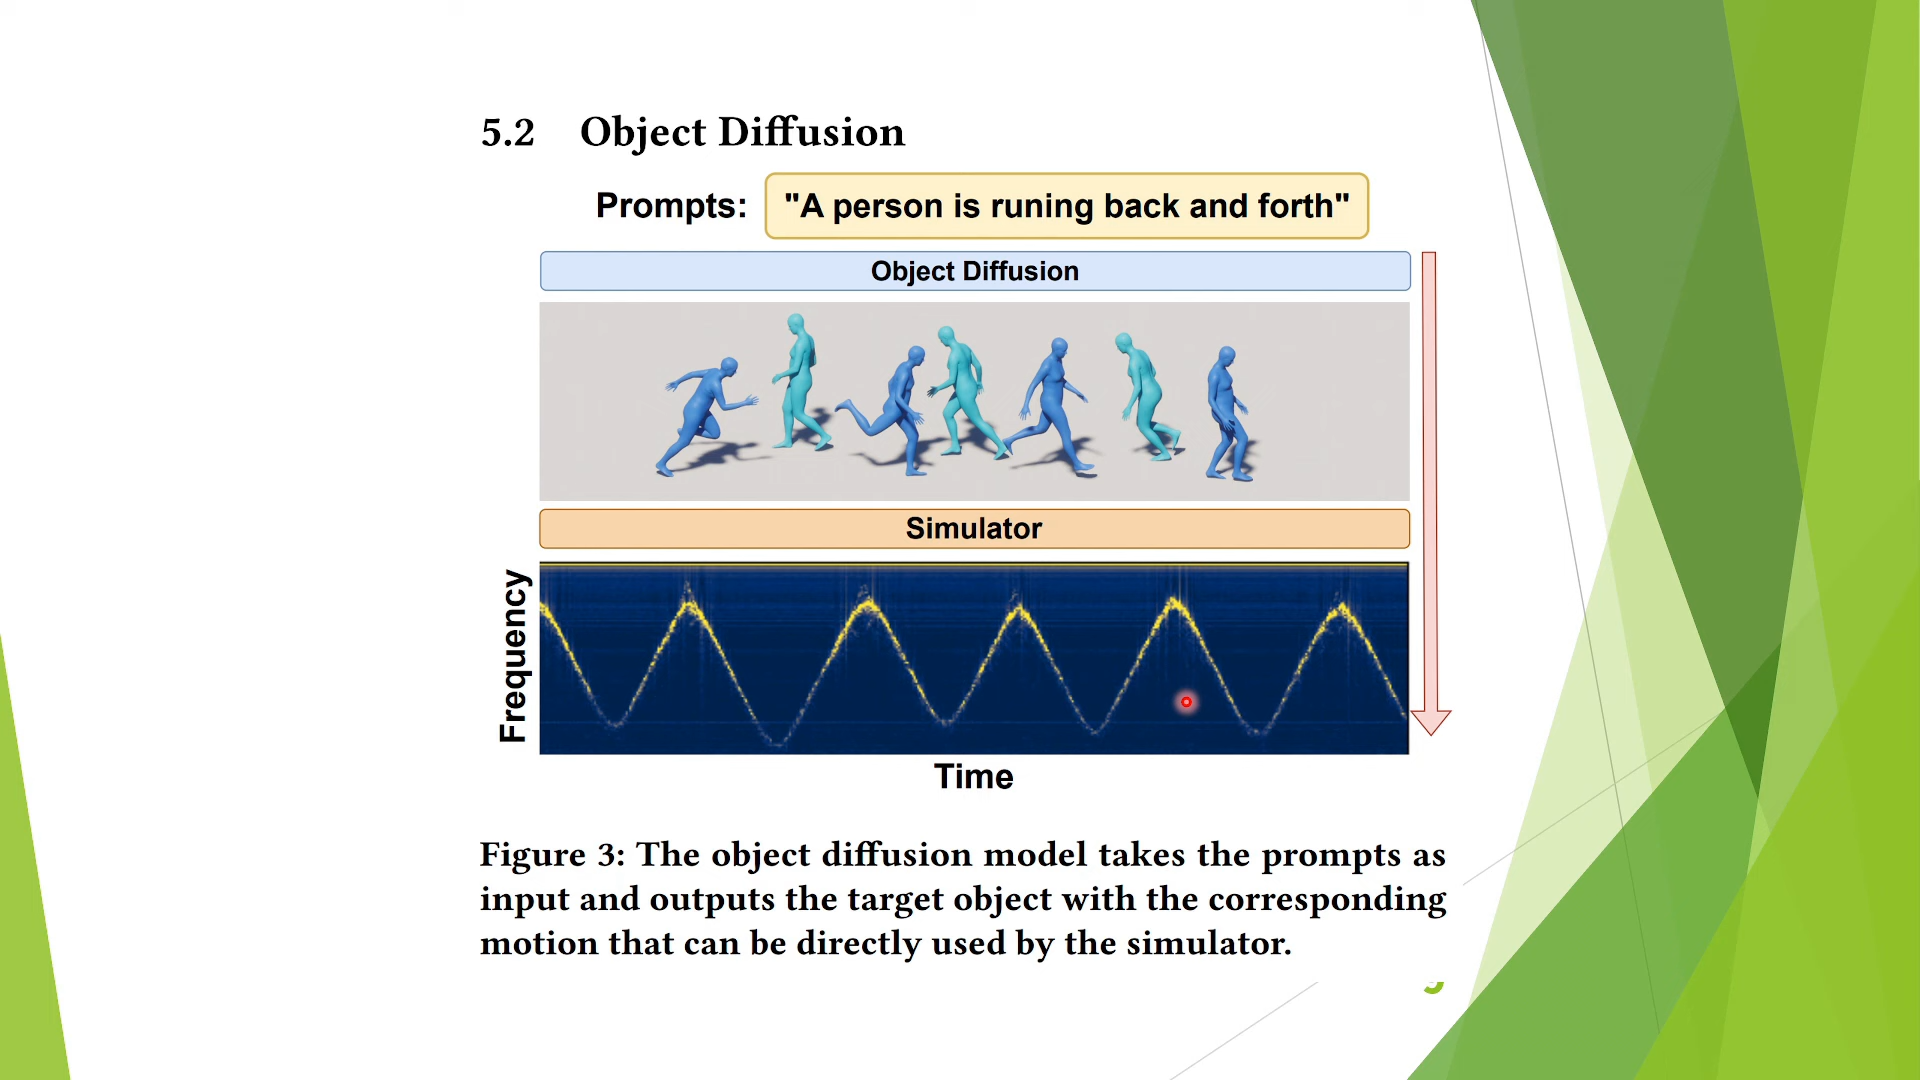 5.2 Object Diffusion
Prompts: "A person is runing back and forth"
Object Diffusion
Simulator
Frequency
Time
Figure 3: The object diffusion model takes the prompts as
input and outputs the target object with the corresponding
motion that can be directly used by the simulator.